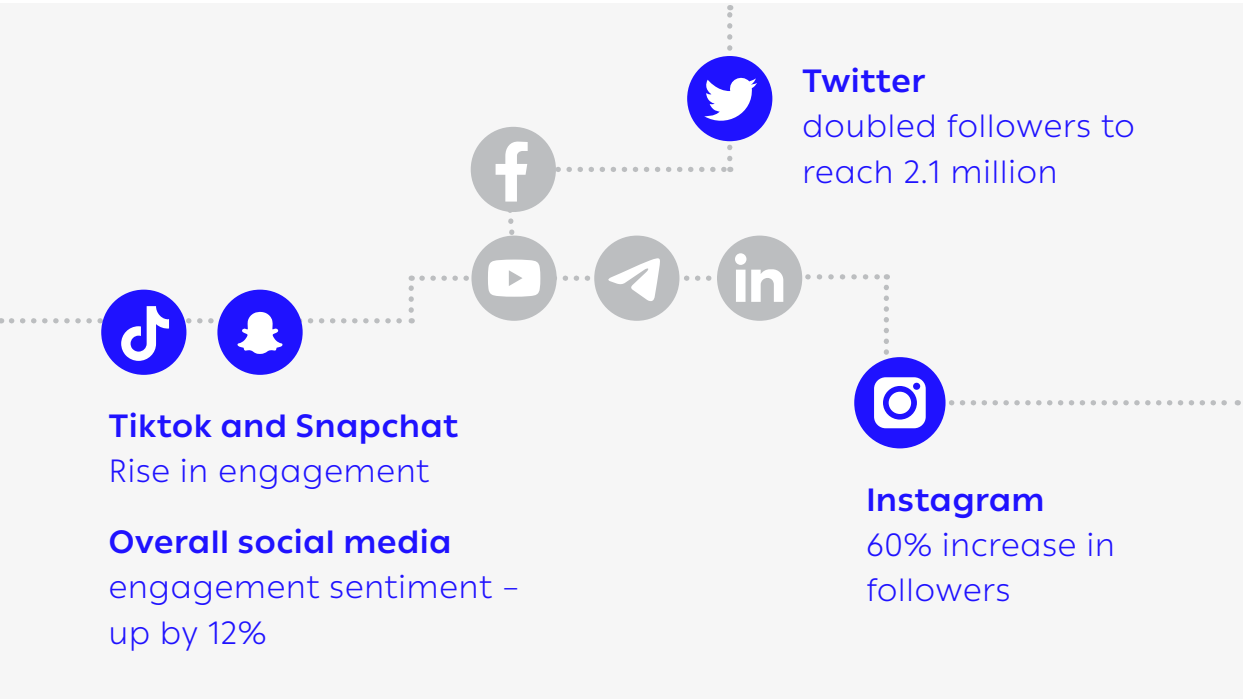 Twitter
doubled followers to
reach 2.1 million
in
Tiktok and Snapchat
Rise in engagement
Overall social media
engagement sentiment –
up by 12%
Instagram
60% increase in
followers